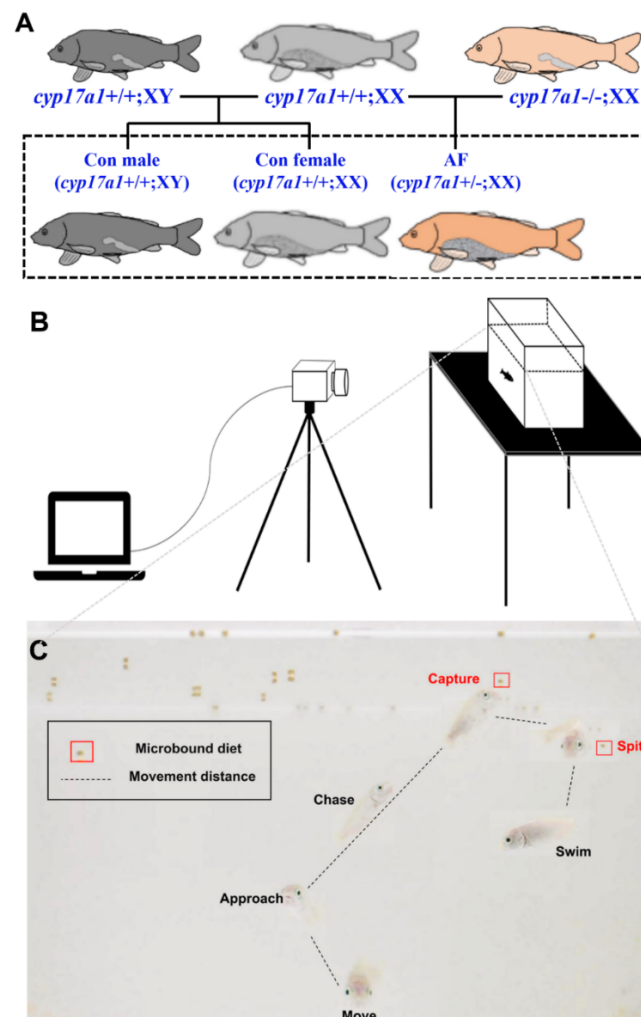 A
cyp17a1+/+;XY
cyp17a1+/+;XX
cyp17a1-/-;XX
Con male
(cyp17a1+/+;XY)
Con female
(cyp17a1+/+;XX)
AF
(cyp17a1+/-;XX)
B
C
Capture
Microbound diet
Spit
Movement distance
Chase
Swim
Approach
Move